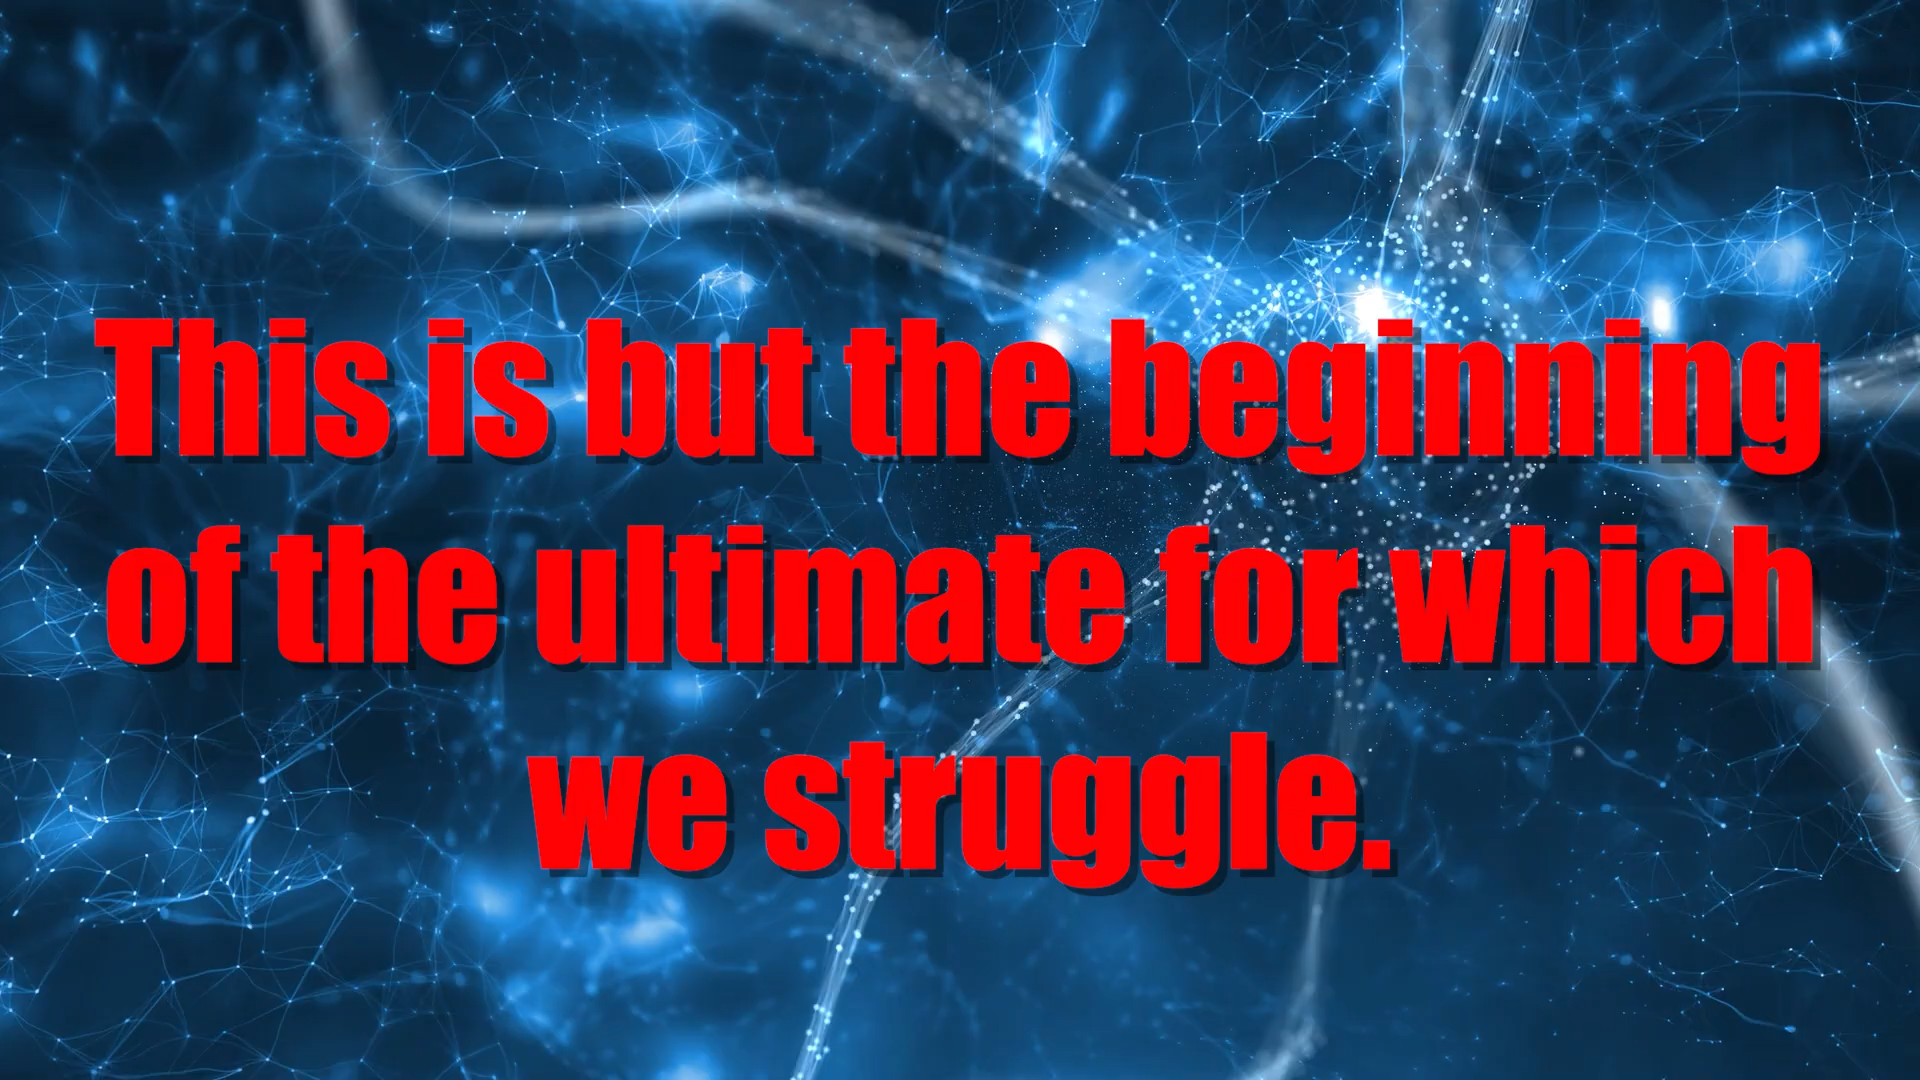 This is but the beginning
of the ultimate for which
we struggle.